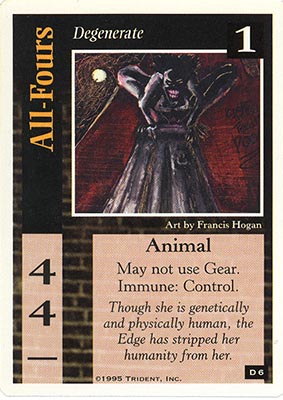 All-Fours
Degenerate
1
Art by Francis Hogan
4
4
—
Animal
May not use Gear.
Immune: Control.
Though she is genetically
and physically human, the
Edge has stripped her
humanity from her.
©1995 TRIDENT, INC.
D 6